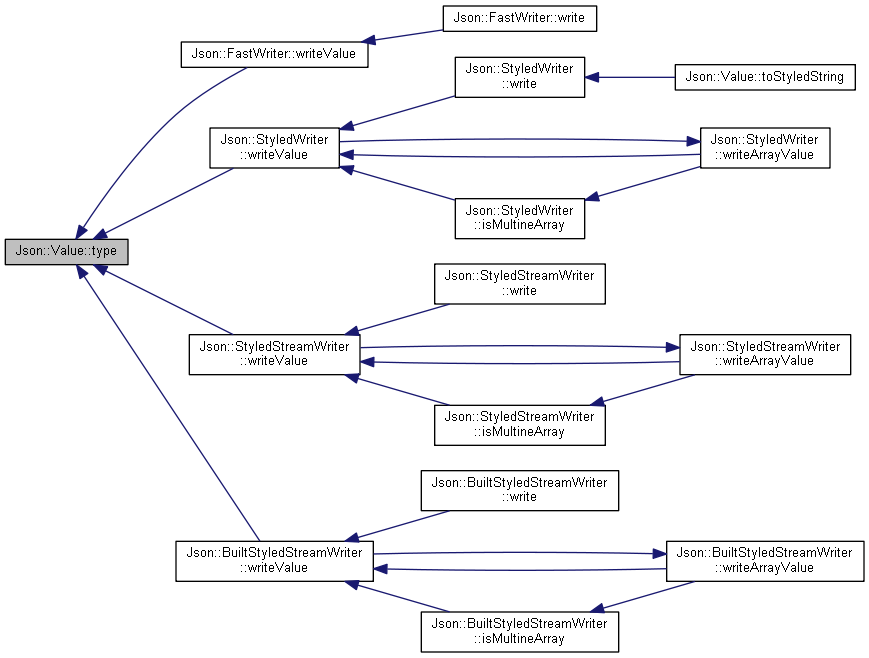 Json::FastWriter::write
Json::FastWriter::writeValue
Json::StyledWriter
::write
Json::Value::toStyledString
Json::StyledWriter
::writeValue
Json::StyledWriter
::writeArrayValue
Json::StyledWriter
::isMultineArray
Json::Value::type
Json::StyledStreamWriter
::write
Json::StyledStreamWriter
::writeValue
Json::StyledStreamWriter
::writeArrayValue
Json::StyledStreamWriter
::isMultineArray
Json::BuiltStyledStreamWriter
::write
Json::BuiltStyledStreamWriter
::writeValue
Json::BuiltStyledStreamWriter
::writeArrayValue
Json::BuiltStyledStreamWriter
::isMultineArray